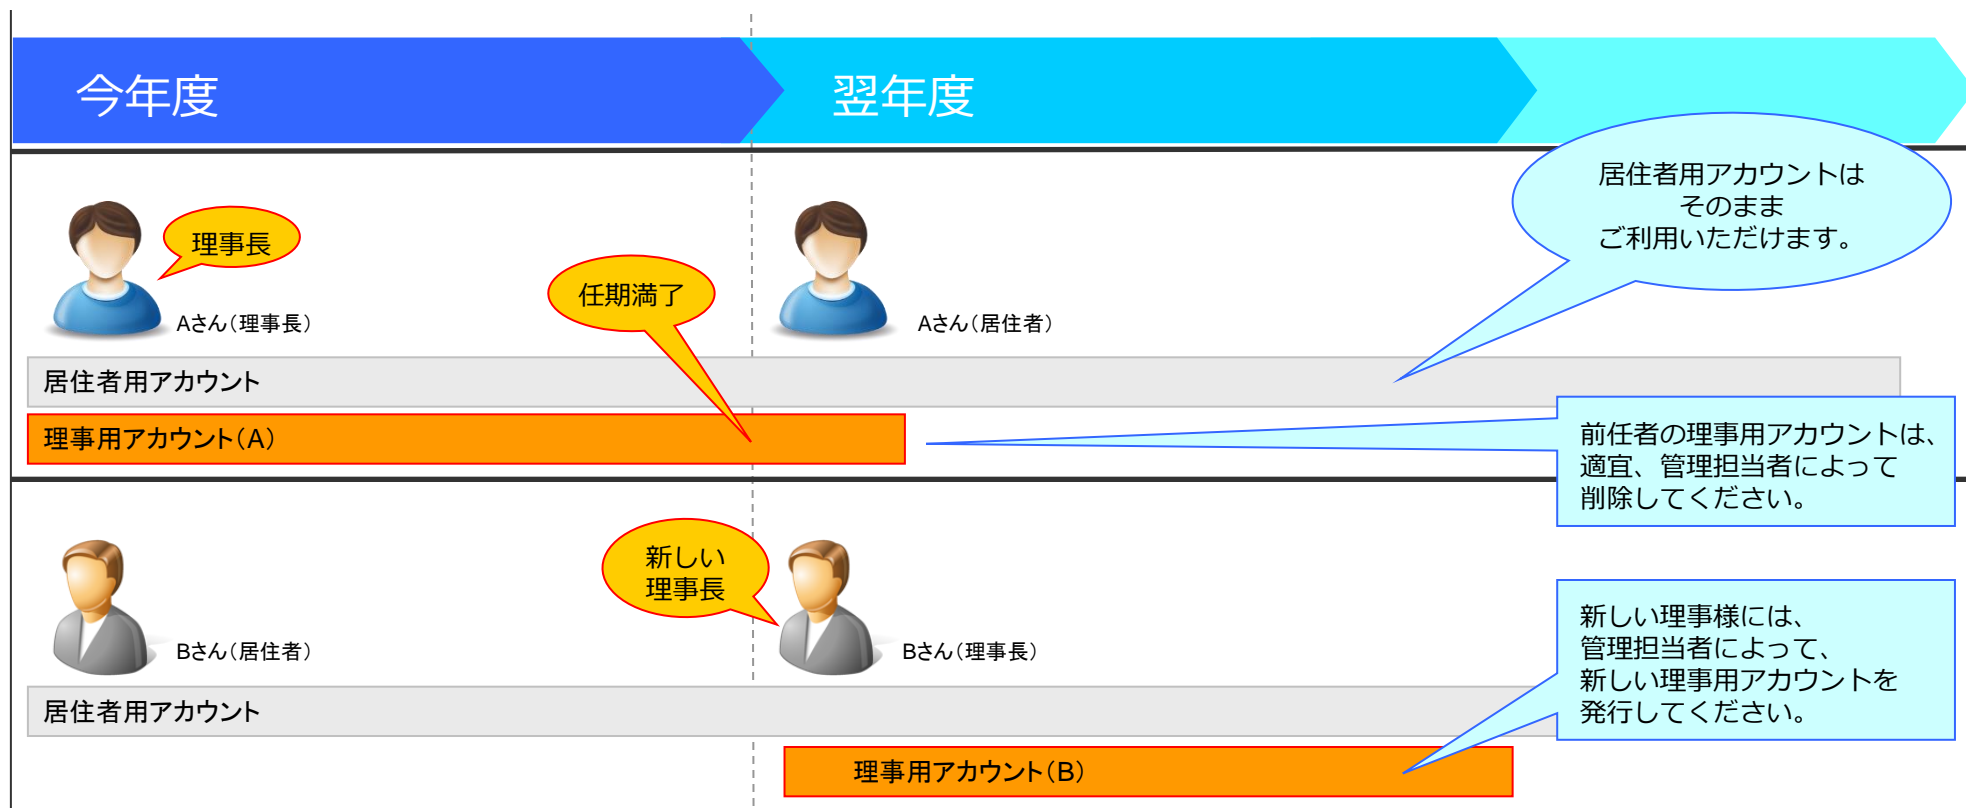 今年度
翌年度
居住者用アカウントは
そのまま
ご利用いただけます。
理事長
任期満了
Aさん（理事長）
Aさん（居住者）
居住者用アカウント
理事用アカウント（A）
前任者の理事用アカウントは、
適宜、管理担当者によって
削除してください。
新しい
理事長
Bさん（居住者）
Bさん（理事長）
新しい理事様には、
管理担当者によって、
新しい理事用アカウントを
発行してください。
居住者用アカウント
理事用アカウント（B）